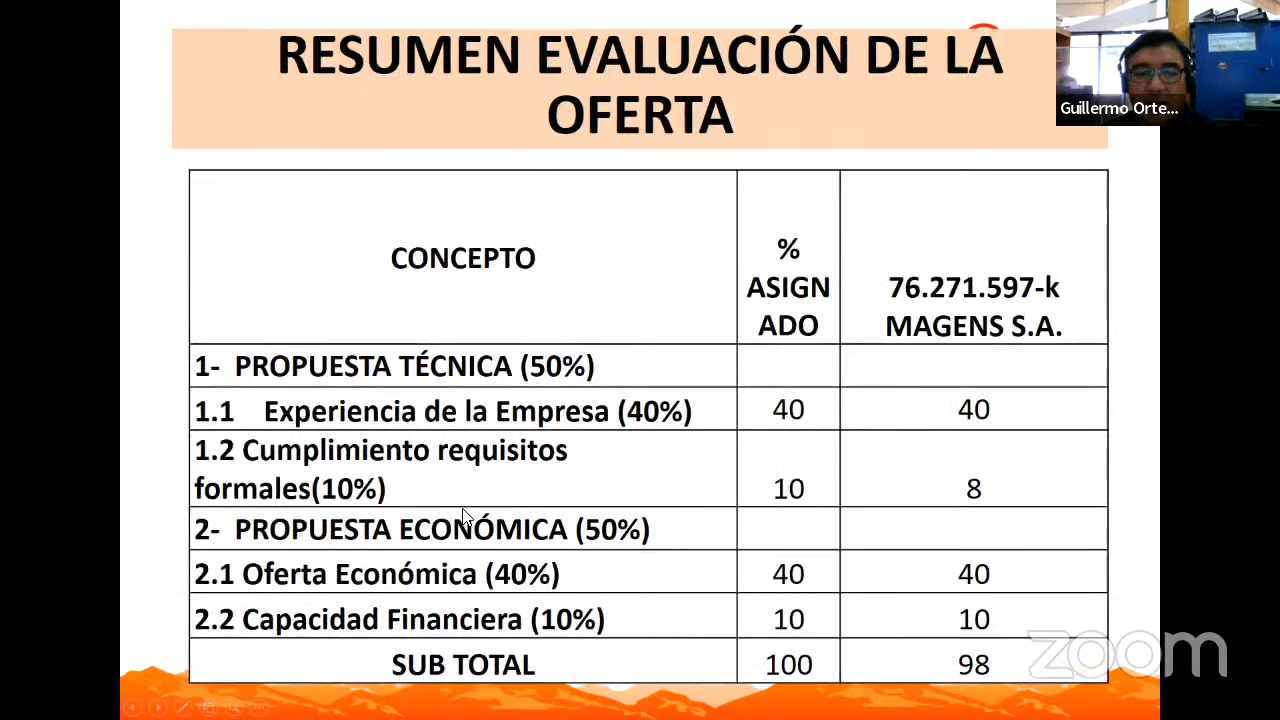 RESUMEN EVALUACIÓN DE LA
OFERTA
Guillermo Orte...
CONCEPTO
%
ASIGN
ADO
76.271.597-k
MAGENS S.A.
1- PROPUESTA TÉCNICA (50%)
1.1 Experiencia de la Empresa (40%) 40 40
1.2 Cumplimiento requisitos
formales(10%) 10 8
2- PROPUESTA ECONÓMICA (50%)
2.1 Oferta Económica (40%) 40 40
2.2 Capacidad Financiera (10%) 10 10
SUB TOTAL 100 98
zoom